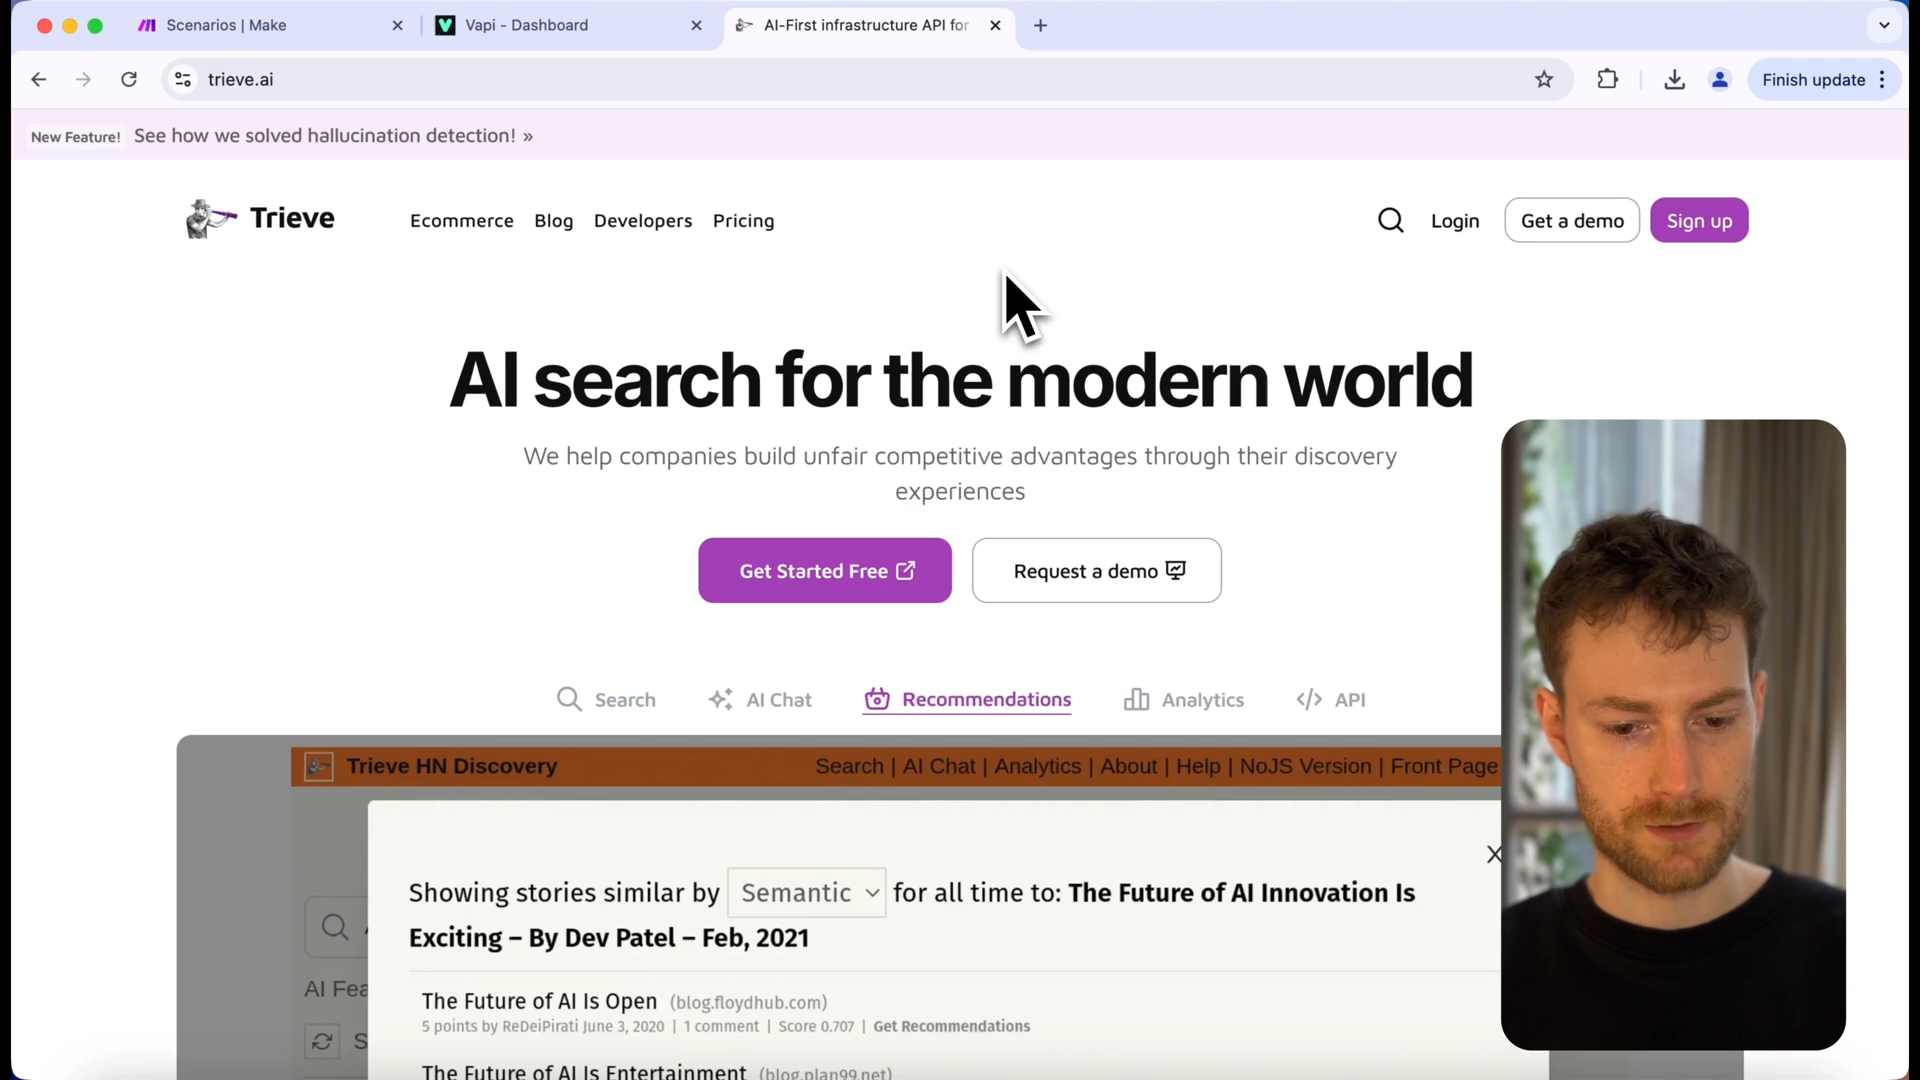 Scenarios | Make
Vapi - Dashboard
AI-First infrastructure API for
trieve.ai
Finish update
New Feature! See how we solved hallucination detection! »
Trieve
Ecommerce Blog Developers Pricing
Login Get a demo Sign up
AI search for the modern world
We help companies build unfair competitive advantages through their discovery
experiences
Get Started Free
Request a demo
Search AI Chat Recommendations Analytics API
Trieve HN Discovery
Search | AI Chat | Analytics | About | Help | NoJS Version | Front Page
X
Showing stories similar by Semantic for all time to: The Future of AI Innovation Is
Exciting – By Dev Patel – Feb, 2021
AI Fea
The Future of AI Is Open (blog.floydhub.com)
5 points by ReDeiPirati June 3, 2020 | 1 comment | Score 0.707 | Get Recommendations
S
The Future of AI Is Entertainment (blog.plan99.net)